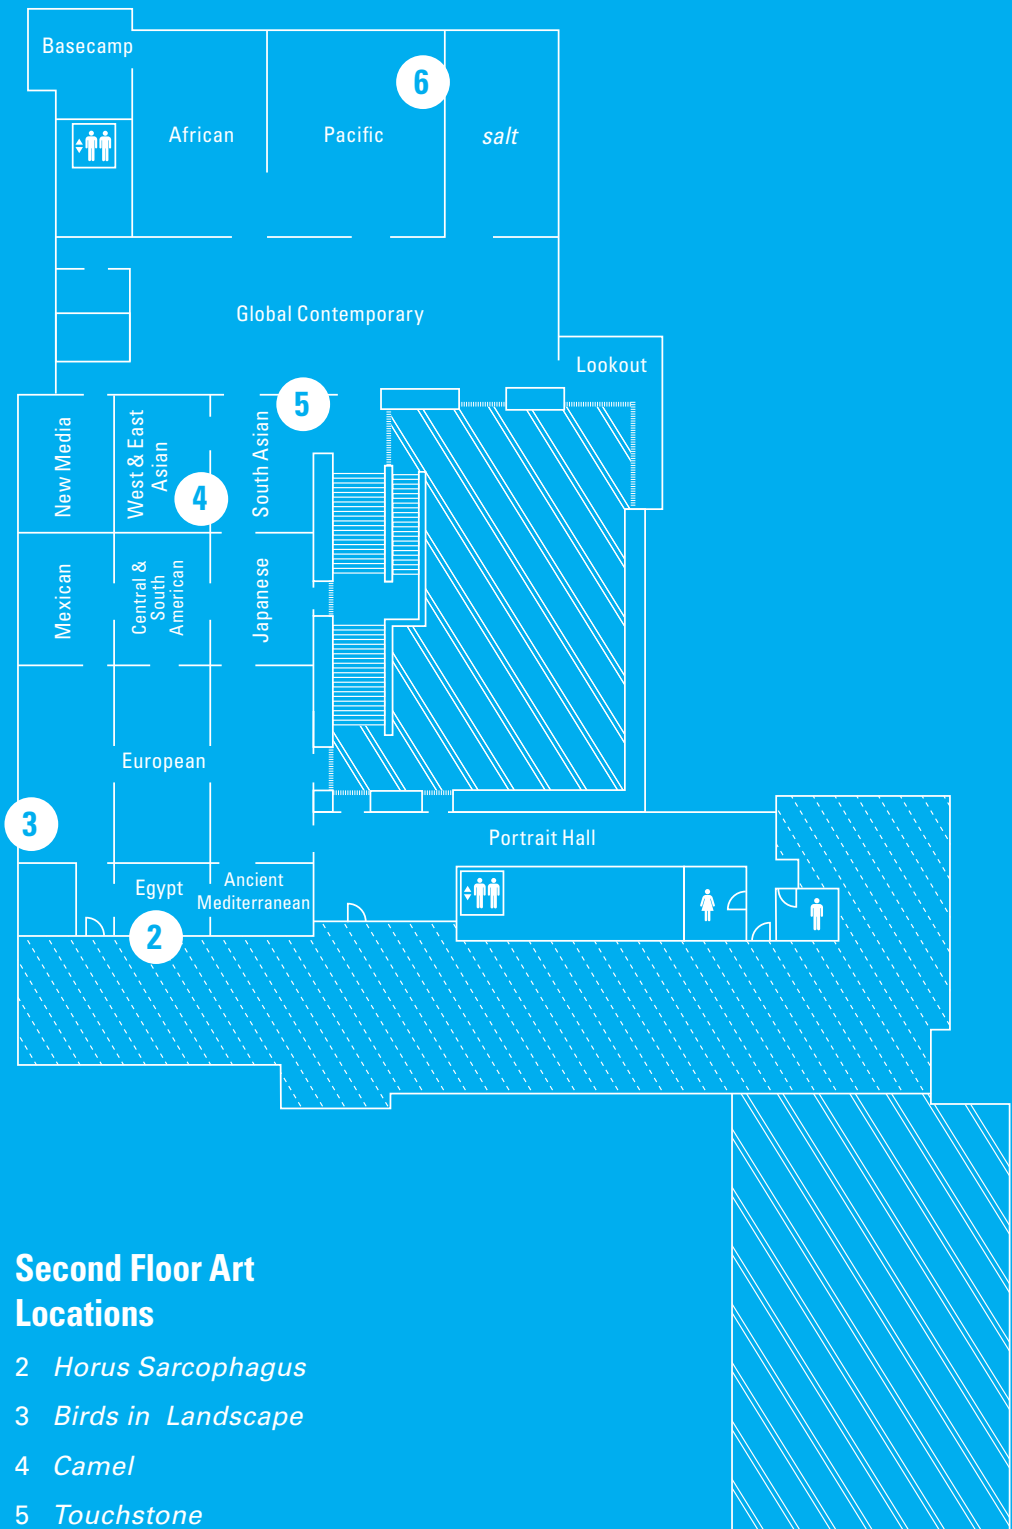 Basecamp
6
African
Pacific
salt
Global Contemporary
Lookout
5
New Media
West & East
Asian
South Asian
4
Mexican
Central &
South
American
Japanese
European
3
Portrait Hall
Egypt
Ancient
Mediterranean
2
Second Floor Art
Locations
2 Horus Sarcophagus
3 Birds in Landscape
4 Camel
5 Touchstone